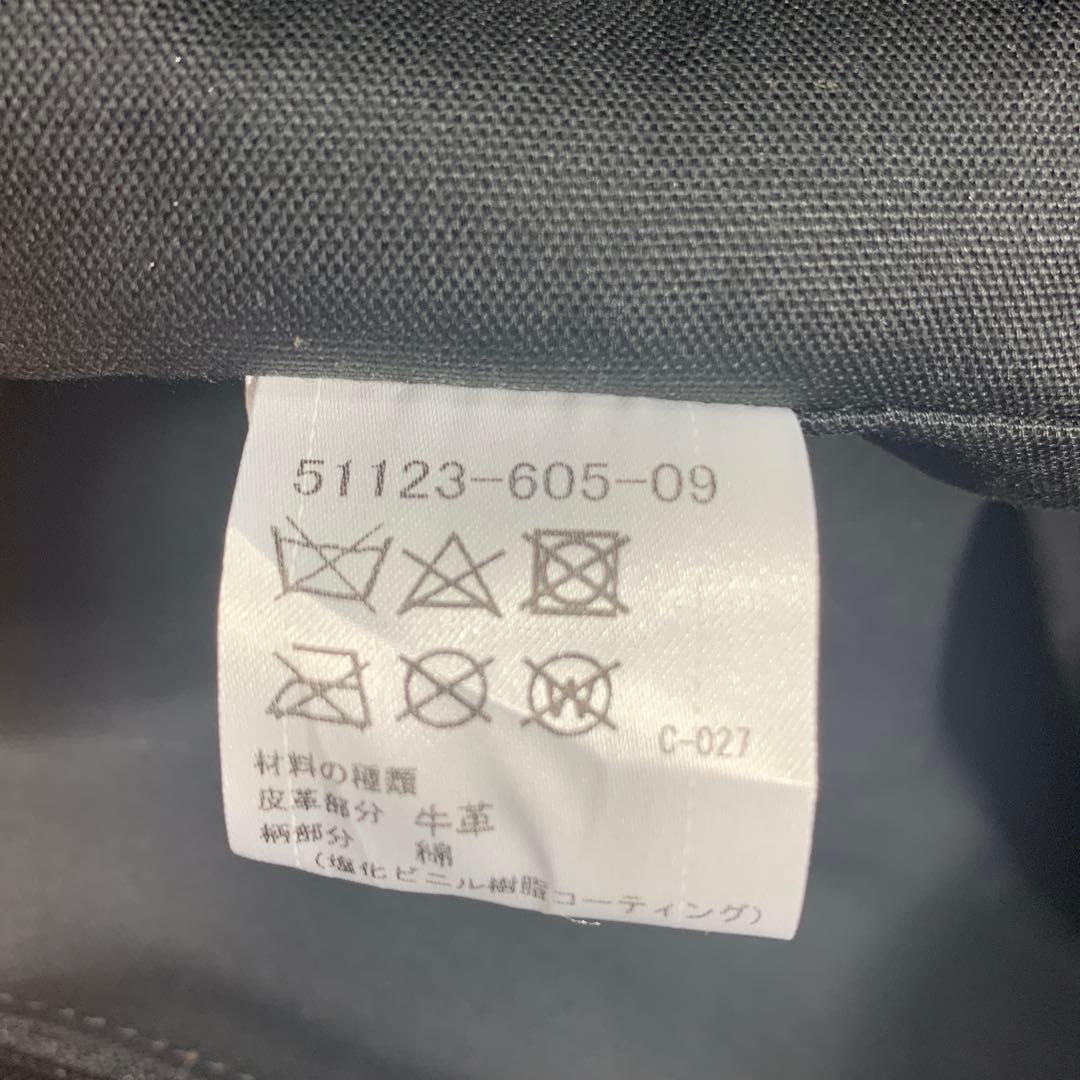 51123-605-09
W
C-027
材料の種類
皮革部分 牛革
柄部分 綿
（塩化ビニル樹脂コーティング）